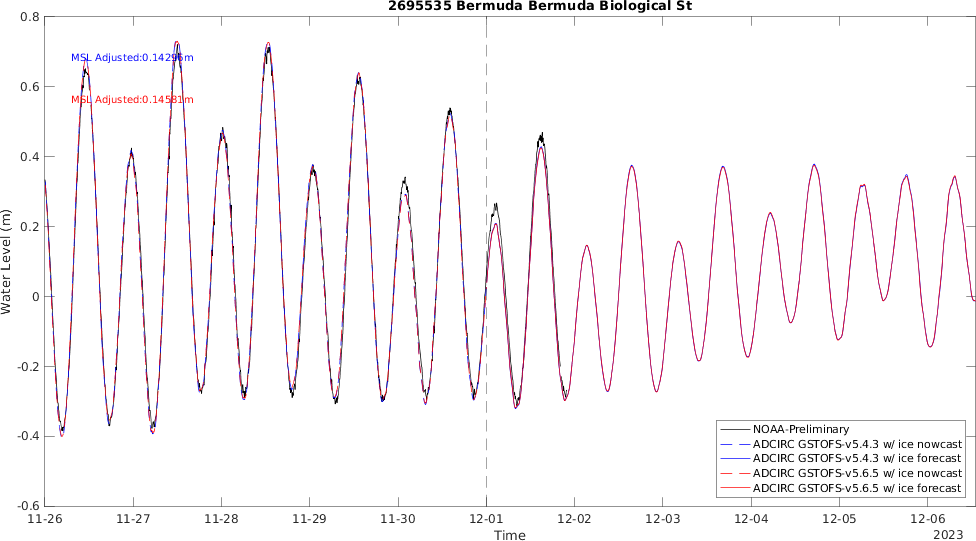 2695535 Bermuda Bermuda Biological St
0.8
0.6
0.4
0.2
0
-0.2
-0.4
-0.6
Water Level (m)
MSL Adjusted:0.14296m
MSL Adjusted:0.14581m
NOAA-Preliminary
ADCIRC GSTOFS-v5.4.3 w/ ice nowcast
ADCIRC GSTOFS-v5.4.3 w/ ice forecast
ADCIRC GSTOFS-v5.6.5 w/ ice nowcast
ADCIRC GSTOFS-v5.6.5 w/ ice forecast
11-26 11-27 11-28 11-29 11-30 12-01 12-02 12-03 12-04 12-05 12-06
Time
2023